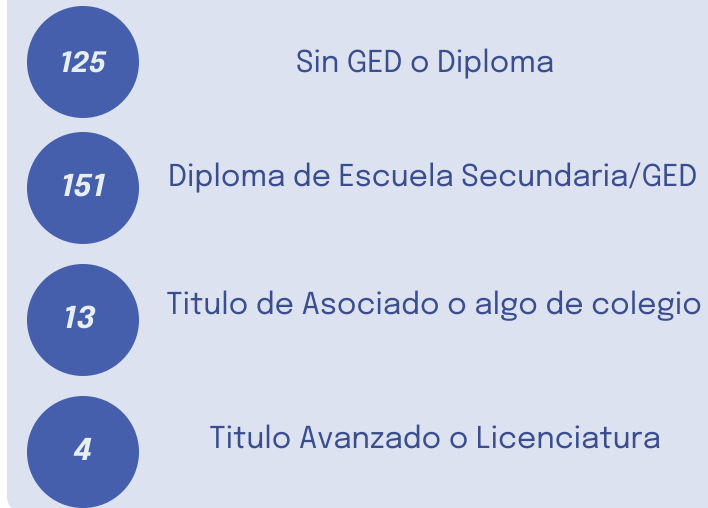 125
Sin GED o Diploma
151
Diploma de Escuela Secundaria/GED
13
Titulo de Asociado o algo de colegio
4
Titulo Avanzado o Licenciatura